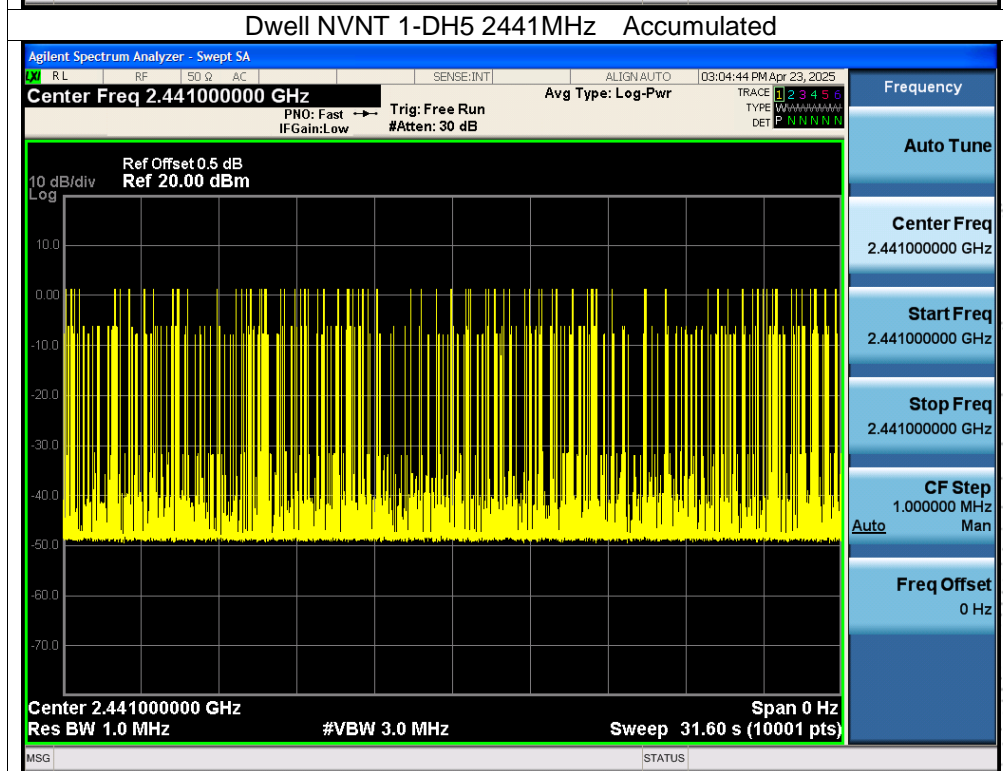 Dwell NVNT 1-DH5 2441MHz Accumulated
Agilent Spectrum Analyzer - Swept SA
LXI RL RF 50 Ω AC SENSE:INT ALIGN AUTO 03:04:44 PM Apr 23, 2025
Center Freq 2.441000000 GHz
PNO: Fast
IFGain:Low
Trig: Free Run
#Atten: 30 dB
Avg Type: Log-Pwr
TRACE 1 2 3 4 5 6
TYPE WWWWWW
DET P N N N N N
Frequency
Auto Tune
Center Freq
2.441000000 GHz
Start Freq
2.441000000 GHz
Stop Freq
2.441000000 GHz
CF Step
1.000000 MHz
Auto Man
Freq Offset
0 Hz
Ref Offset 0.5 dB
10 dB/div Ref 20.00 dBm
Log
10.0
0.00
-10.0
-20.0
-30.0
-40.0
-50.0
-60.0
-70.0
Center 2.441000000 GHz Span 0 Hz
Res BW 1.0 MHz #VBW 3.0 MHz Sweep 31.60 s (10001 pts)
MSG STATUS